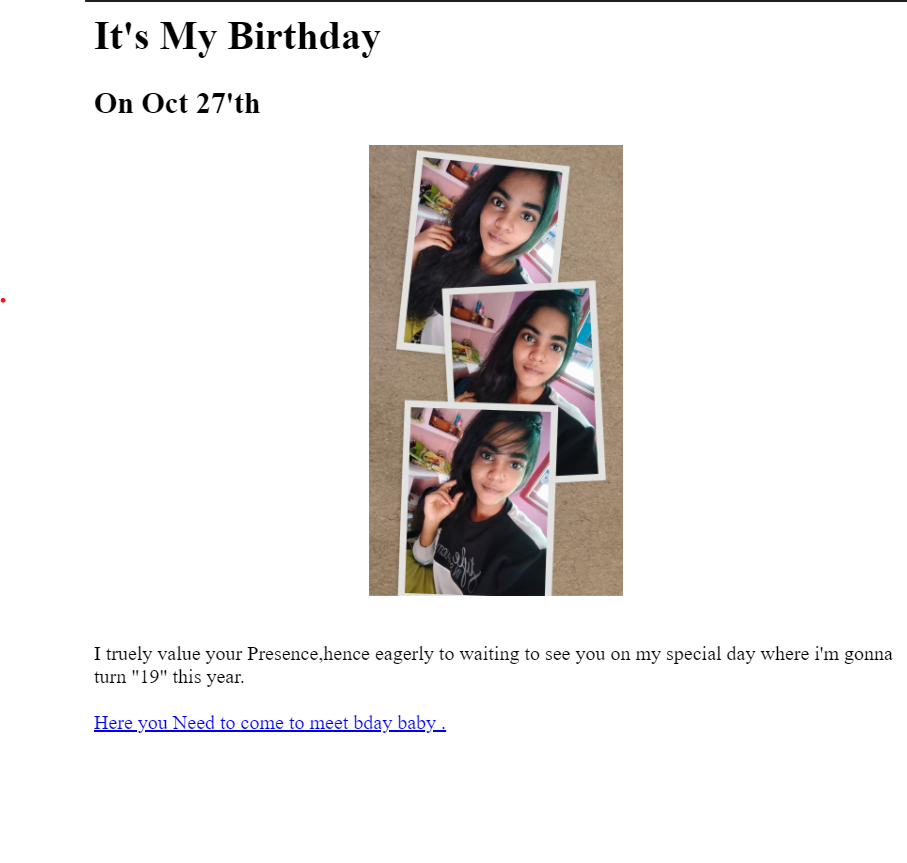 It's My Birthday
On Oct 27'th
I truely value your Presence,hence eagerly to waiting to see you on my special day where i'm gonna
turn "19" this year.
Here you Need to come to meet bday baby .